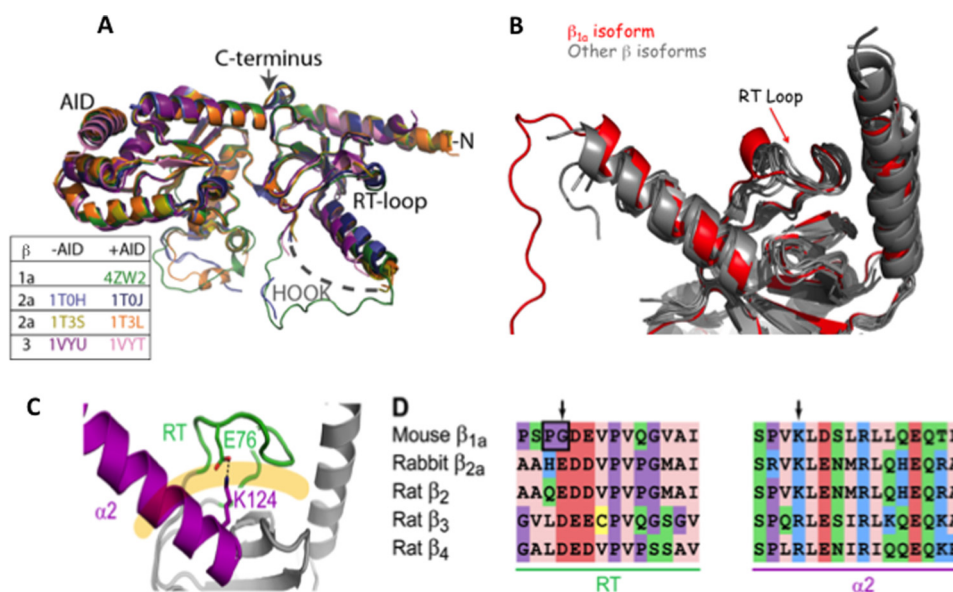 A
C-terminus
AID
-N
RT-loop
HOOK
β -AID +AID
1a 4ZW2
2a 1T0H 1T0J
2a 1T3S 1T3L
3 1VYU 1VYT
B
β1a isoform
Other β isoforms
RT Loop
C
RT
E76
K124
α2
D
Mouse β1a PSPGDEVPVQGVAI SPVKLDSLRLLQEQT
Rabbit β2a AAHEDDVPVPGMAI SRVKLENMRLQHEQR
Rat β2 AAQEDDVPVPGMAI SPVKLENMRLQHEQR
Rat β3 GVLDEECPVQGSGV SPQRLESIRLKQEQK
Rat β4 GALDEDVPVPSSAV SPLRLENIRIQQEQK
RT α2